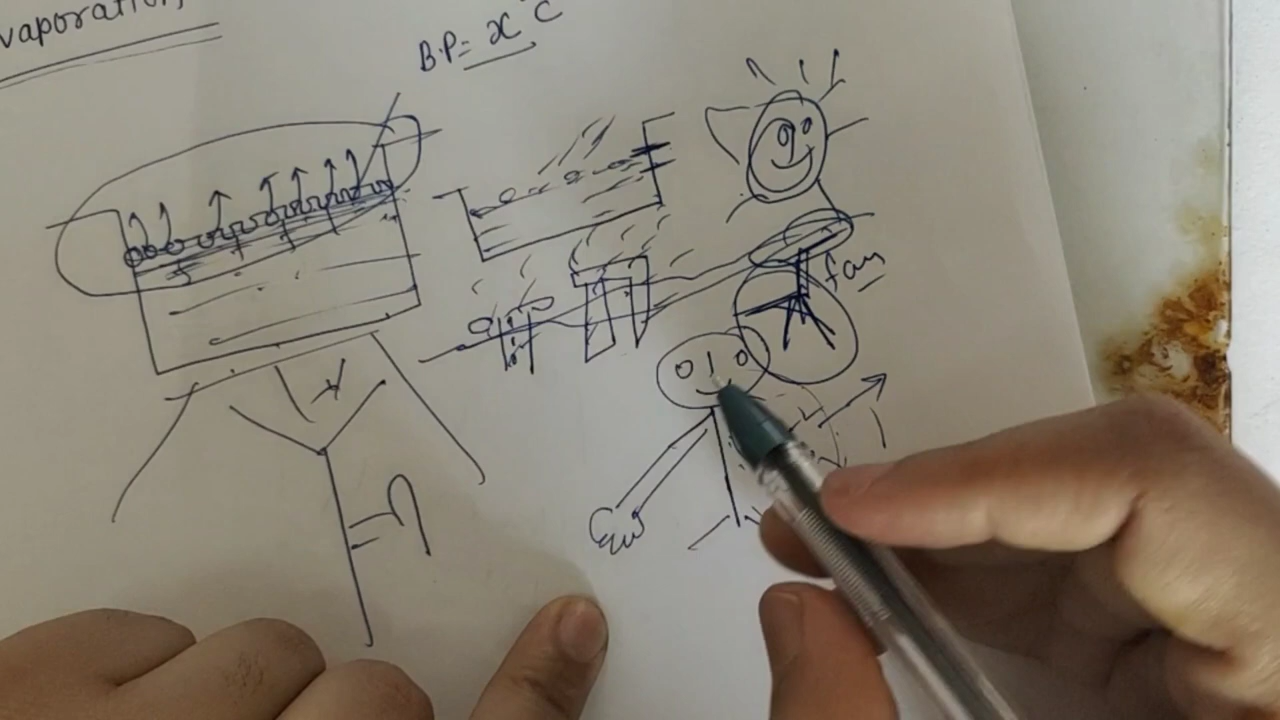 vaporation,
B.P = x°C
fan